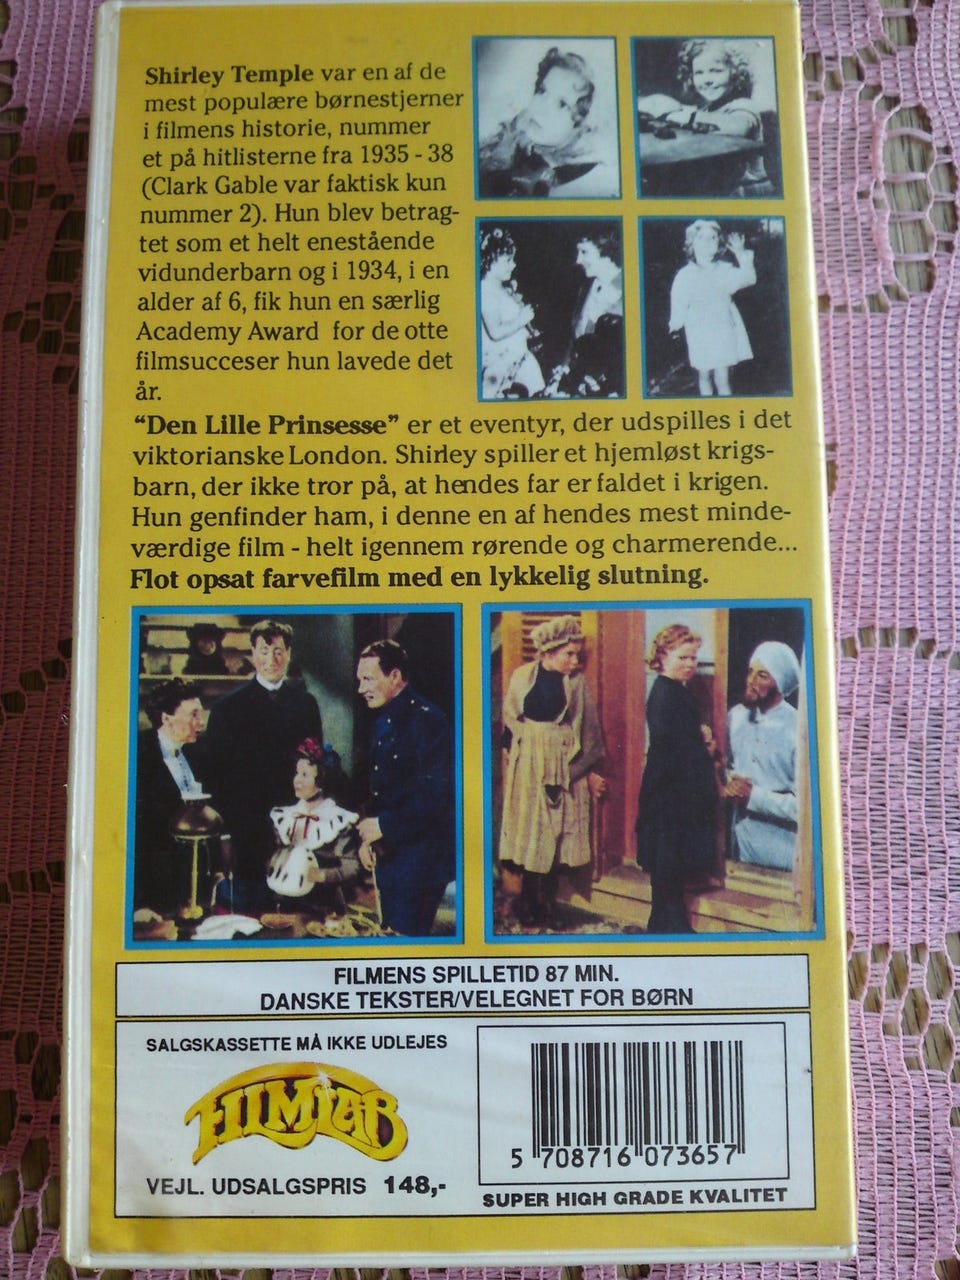 Shirley Temple var en af de
mest populære børnestjerner
i filmens historie, nummer
et på hitlisterne fra 1935 - 38
(Clark Gable var faktisk kun
nummer 2). Hun blev betrag-
tet som et helt enestående
vidunderbarn og i 1934, i en
alder af 6, fik hun en særlig
Academy Award for de otte
filmsucceser hun lavede det
år.
“Den Lille Prinsesse” er et eventyr, der udspilles i det
viktorianske London. Shirley spiller et hjemløst krigs-
barn, der ikke tror på, at hendes far er faldet i krigen.
Hun genfinder ham, i denne en af hendes mest minde-
værdige film - helt igennem rørende og charmerende...
Flot opsat farvefilm med en lykkelig slutning.
FILMENS SPILLETID 87 MIN.
DANSKE TEKSTER/VELEGNET FOR BØRN
SALGSKASSETTE MÅ IKKE UDLEJES
FILMLAB
VEJL. UDSALGSPRIS 148,-
5 708716 073657
SUPER HIGH GRADE KVALITET